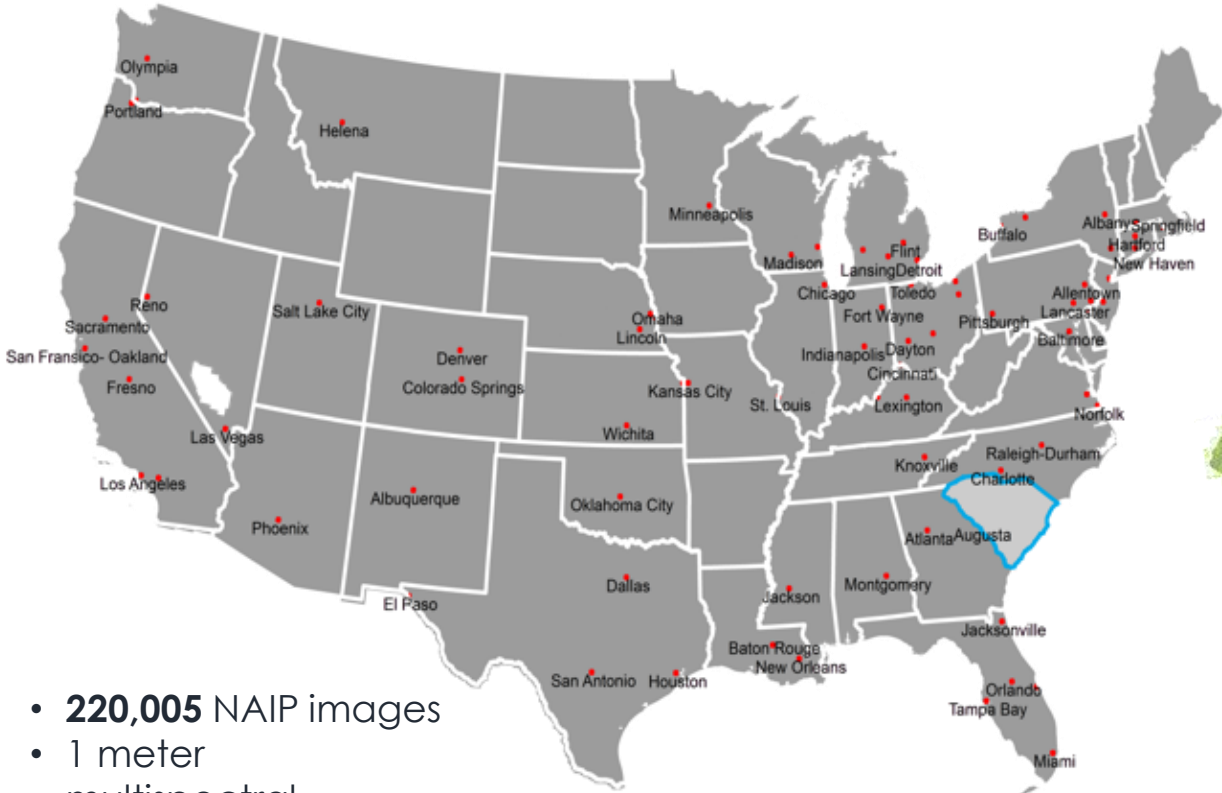 Olympia
Portland
Helena
Minneapolis
Buffalo
Albany
Springfield
Hartford
New Haven
Madison
Flint
Lansing
Detroit
Chicago
Toledo
Allentown
Lancaster
Reno
Salt Lake City
Omaha
Lincoln
Fort Wayne
Pittsburgh
Baltimore
Sacramento
San Fransico- Oakland
Fresno
Denver
Colorado Springs
Indianapolis
Dayton
Cincinnati
Kansas City
St. Louis
Lexington
Norfolk
Las Vegas
Wichita
Raleigh-Durham
Knoxville
Charlotte
Los Angeles
Albuquerque
Oklahoma City
Phoenix
Atlanta
Augusta
Dallas
Montgomery
Jackson
El Paso
Jacksonville
Baton Rouge
New Orleans
San Antonio
Houston
Orlando
Tampa Bay
Miami
• 220,005 NAIP images
• 1 meter
multispectral